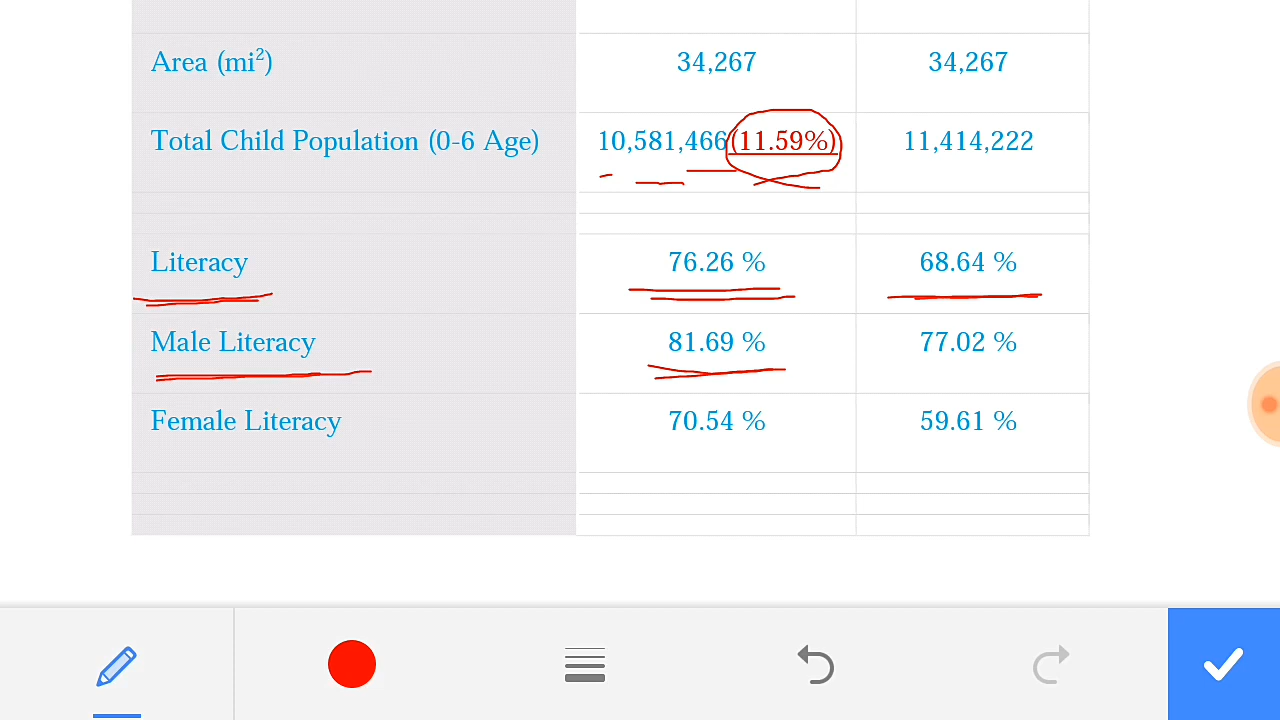 Area (mi²) 34,267 34,267
Total Child Population (0-6 Age) 10,581,466(11.59%) 11,414,222
Literacy 76.26 % 68.64 %
Male Literacy 81.69 % 77.02 %
Female Literacy 70.54 % 59.61 %